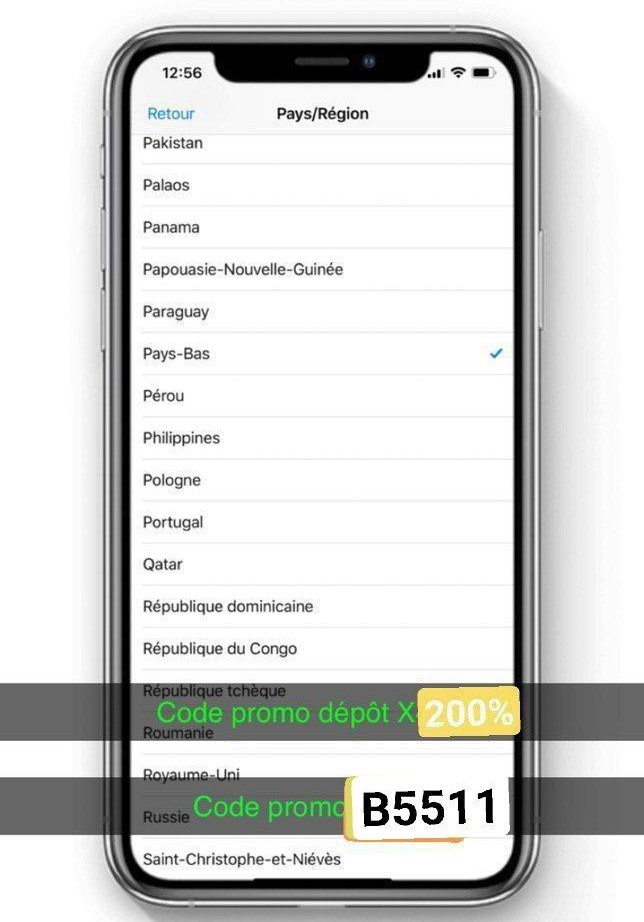 12:56
Retour Pays/Région
Pakistan
Palaos
Panama
Papouasie-Nouvelle-Guinée
Paraguay
Pays-Bas
Pérou
Philippines
Pologne
Portugal
Qatar
République dominicaine
République du Congo
République tchèque
Code promo dépôt X 200%
Roumanie
Royaume-Uni
Code promo B5511
Russie
Saint-Christophe-et-Niévès